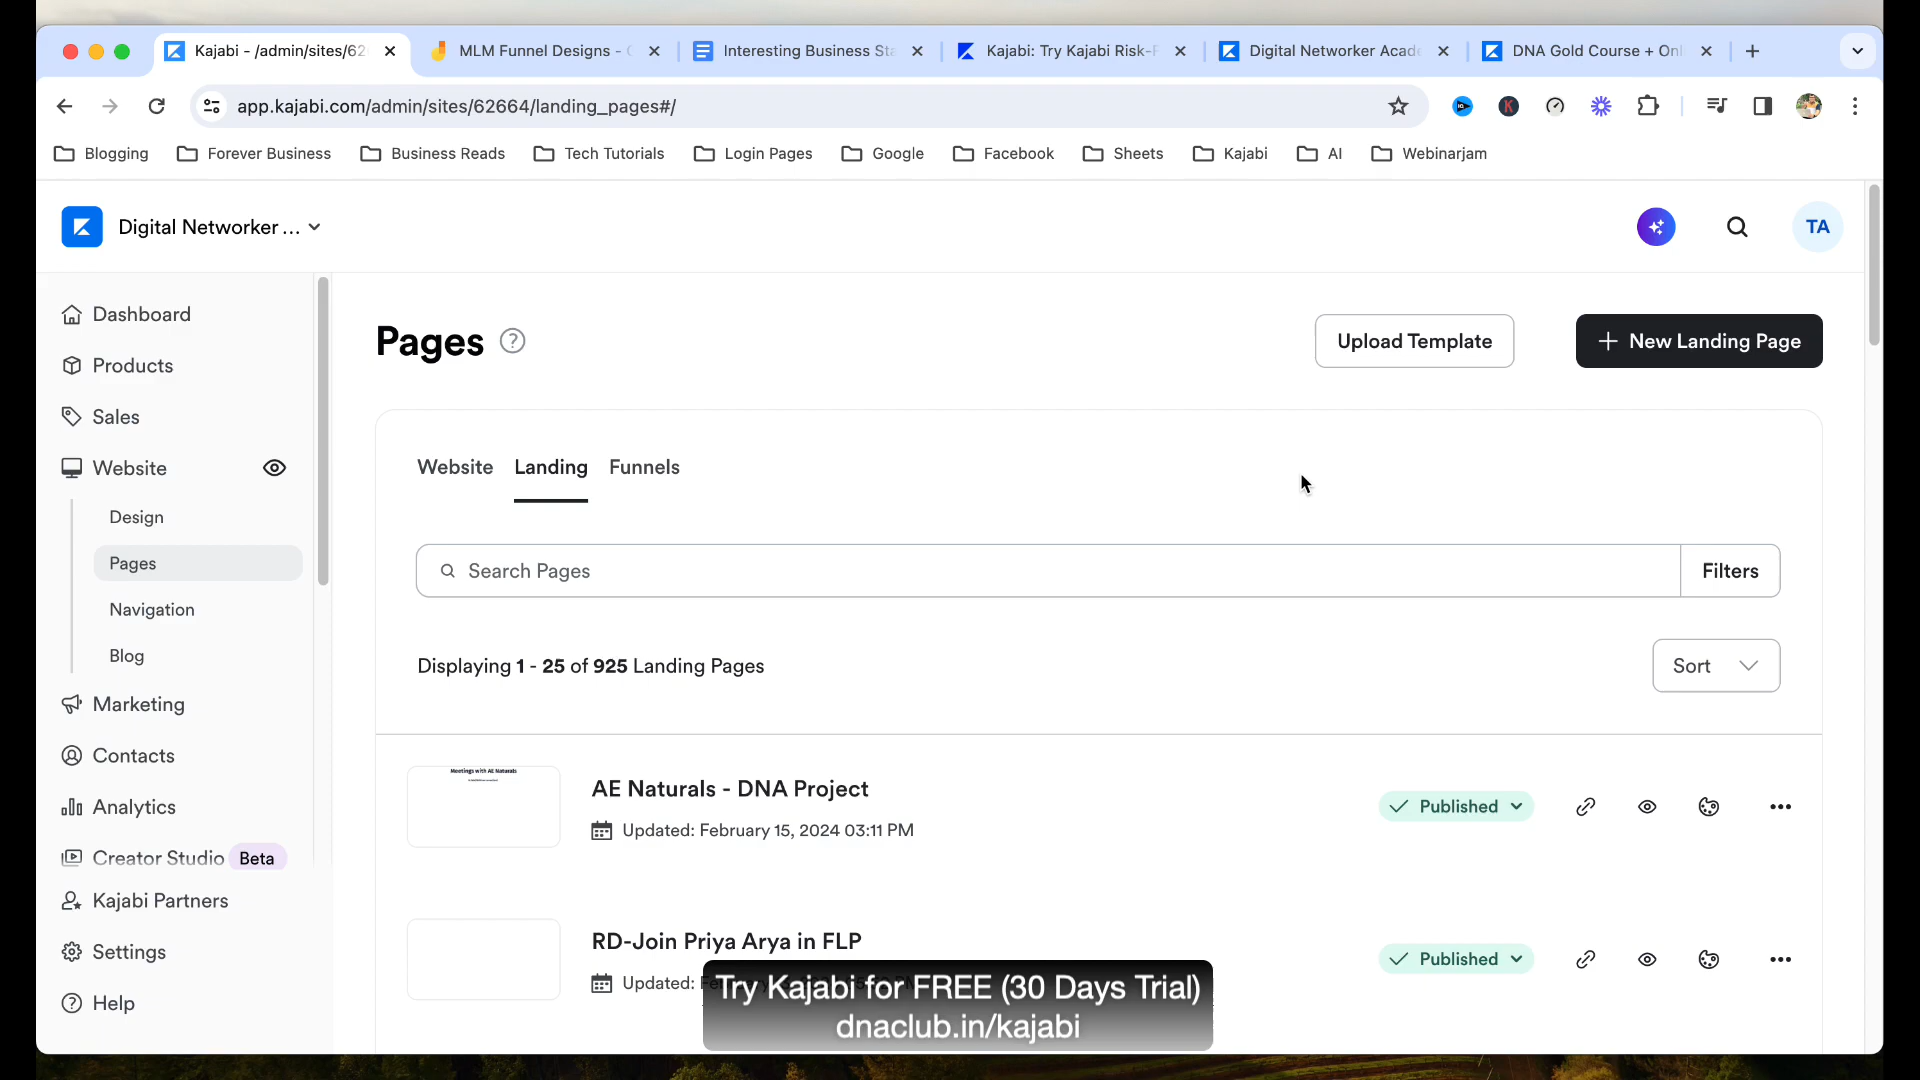 Kajabi - /admin/sites/62
MLM Funnel Designs -
Interesting Business Sta
Kajabi: Try Kajabi Risk-F
Digital Networker Acade
DNA Gold Course + Onl
app.kajabi.com/admin/sites/62664/landing_pages#/
Blogging
Forever Business
Business Reads
Tech Tutorials
Login Pages
Google
Facebook
Sheets
Kajabi
AI
Webinarjam
Digital Networker ...
TA
Dashboard
Products
Sales
Website
Design
Pages
Navigation
Blog
Marketing
Contacts
Analytics
Creator Studio Beta
Kajabi Partners
Settings
Help
Pages
Upload Template
+ New Landing Page
Website Landing Funnels
Search Pages
Filters
Displaying 1 - 25 of 925 Landing Pages
Sort
Meetings with AE Naturals
AE Naturals - DNA Project
Published
Updated: February 15, 2024 03:11 PM
RD-Join Priya Arya in FLP
Published
Updated:
Try Kajabi for FREE (30 Days Trial)
dnaclub.in/kajabi